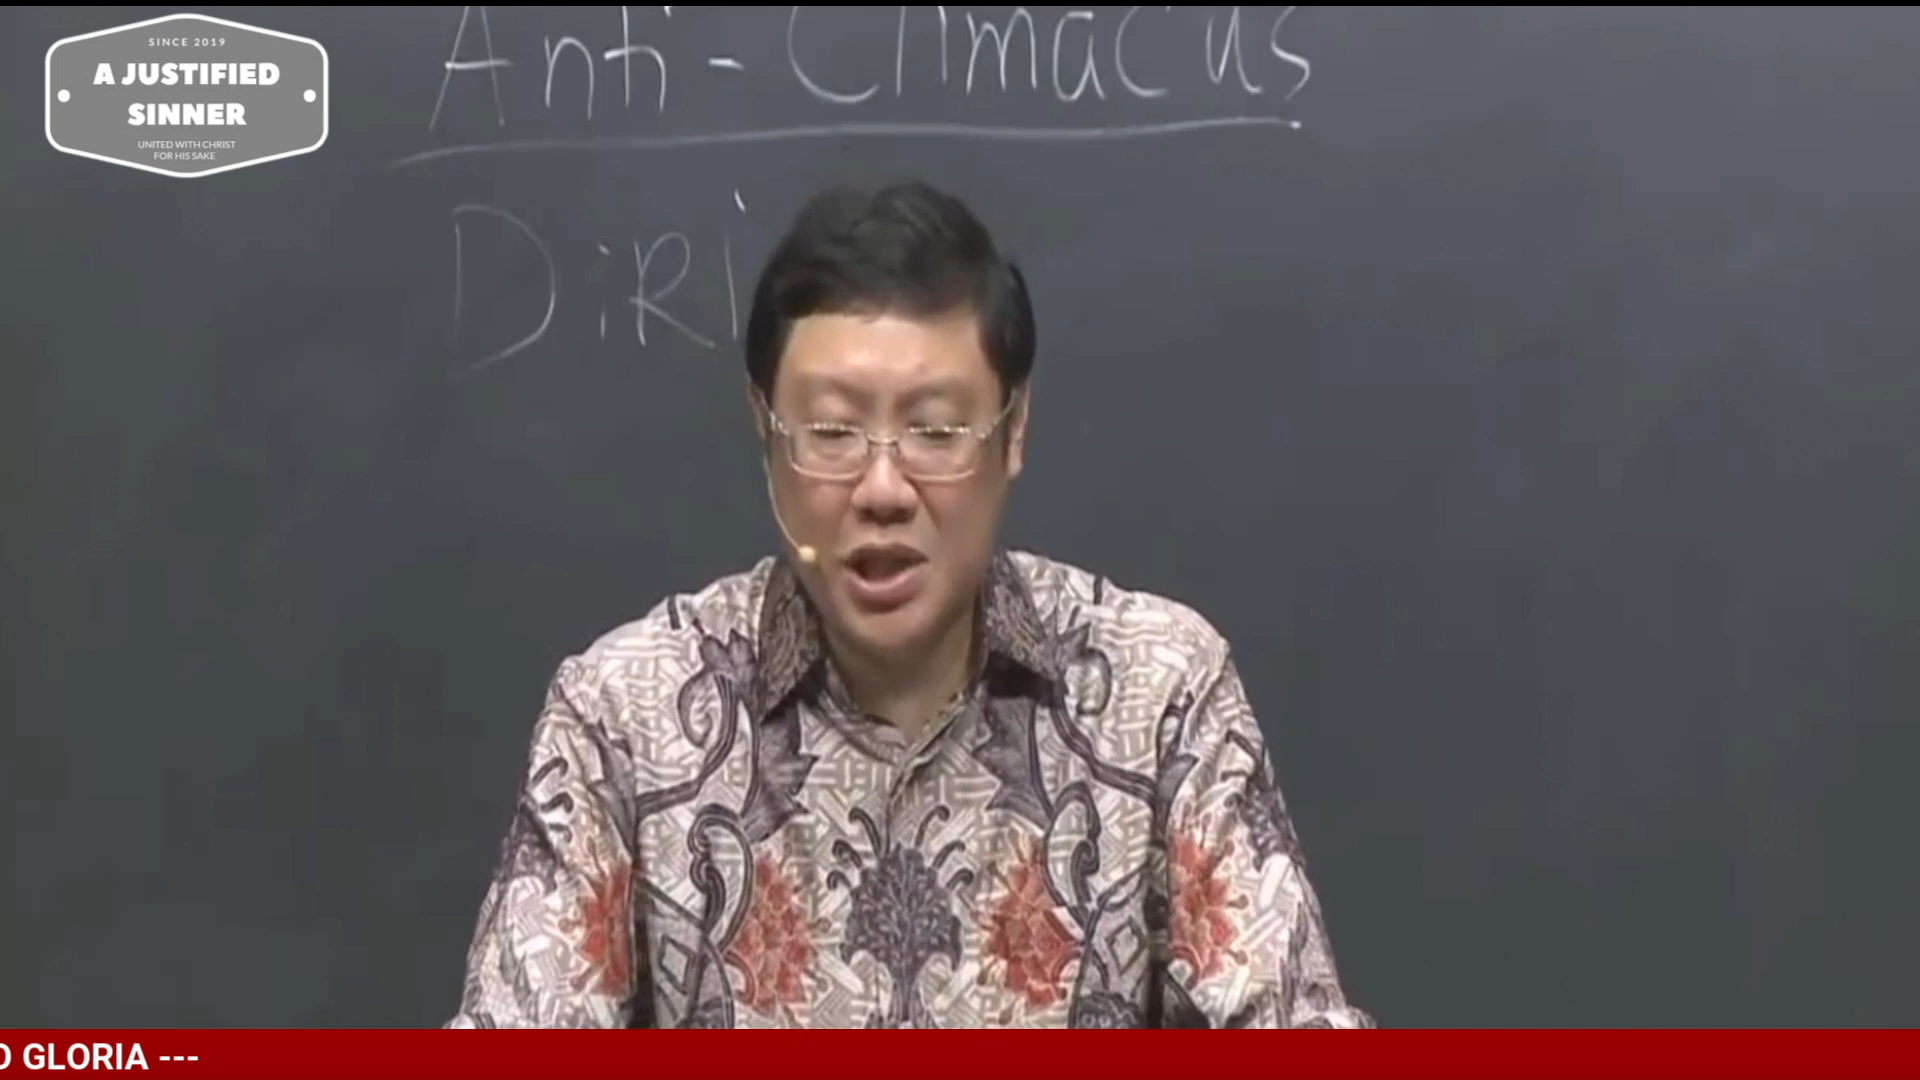 SINCE 2019
A JUSTIFIED
SINNER
UNITED WITH CHRIST
FOR HIS SAKE
Anti-Climacus
DiRi
O GLORIA ---